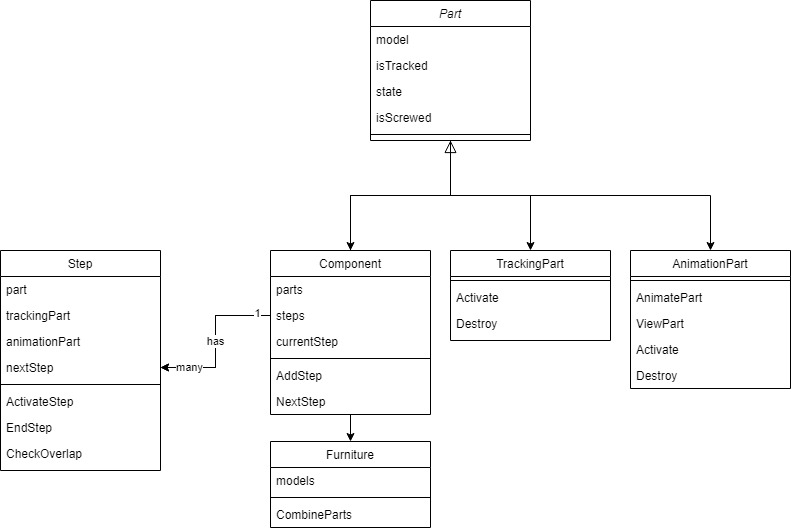 Part
model
isTracked
state
isScrewed
Step
part
trackingPart
animationPart
nextStep
ActivateStep
EndStep
CheckOverlap
1
has
many
Component
parts
steps
currentStep
AddStep
NextStep
TrackingPart
Activate
Destroy
AnimationPart
AnimatePart
ViewPart
Activate
Destroy
Furniture
models
CombineParts